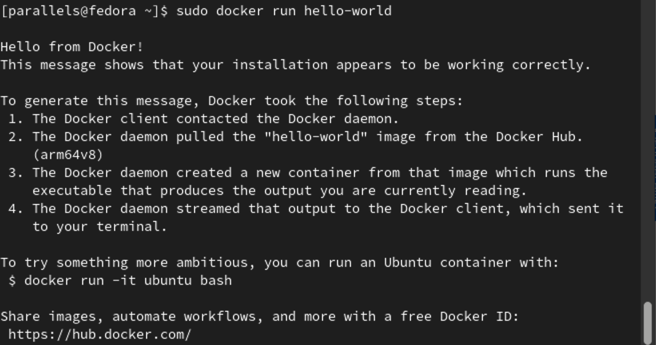 [parallels@fedora ~]$ sudo docker run hello-world
Hello from Docker!
This message shows that your installation appears to be working correctly.
To generate this message, Docker took the following steps:
1. The Docker client contacted the Docker daemon.
2. The Docker daemon pulled the "hello-world" image from the Docker Hub.
(arm64v8)
3. The Docker daemon created a new container from that image which runs the
executable that produces the output you are currently reading.
4. The Docker daemon streamed that output to the Docker client, which sent it
to your terminal.
To try something more ambitious, you can run an Ubuntu container with:
$ docker run -it ubuntu bash
Share images, automate workflows, and more with a free Docker ID:
https://hub.docker.com/